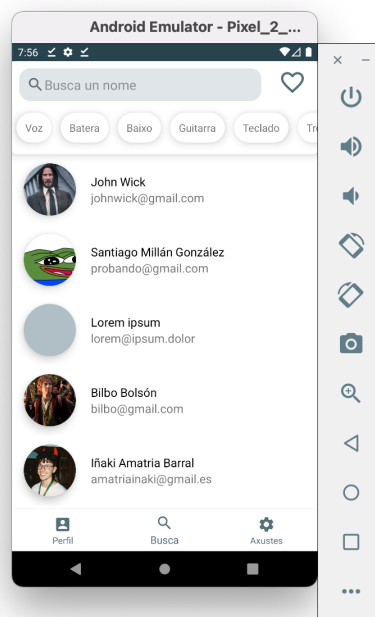 Android Emulator - Pixel_2_...
7:56
Busca un nome
Voz Batera Baixo Guitarra Teclado
John Wick
johnwick@gmail.com
Santiago Millán González
probando@gmail.com
Lorem ipsum
lorem@ipsum.dolor
Bilbo Bolsón
bilbo@gmail.com
Iñaki Amatria Barral
amatriainaki@gmail.es
Perfil Busca Axustes